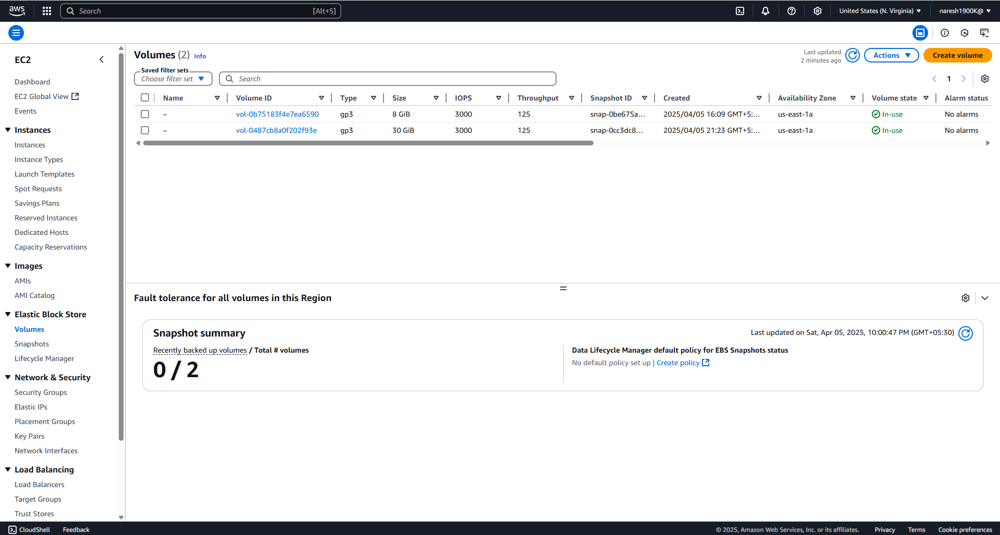 aws Search [Alt+S] United States (N. Virginia) naresh1900K@
EC2
Dashboard
EC2 Global View
Events
Instances
Instances
Instance Types
Launch Templates
Spot Requests
Savings Plans
Reserved Instances
Dedicated Hosts
Capacity Reservations
Images
AMIs
AMI Catalog
Elastic Block Store
Volumes
Snapshots
Lifecycle Manager
Network & Security
Security Groups
Elastic IPs
Placement Groups
Key Pairs
Network Interfaces
Load Balancing
Load Balancers
Target Groups
Trust Stores
Volumes (2) Info
Last updated
2 minutes ago
Actions
Create volume
Saved filter sets
Choose filter set
Search
1
Name Volume ID Type Size IOPS Throughput Snapshot ID Created Availability Zone Volume state Alarm status
– vol-0b75183f4e7ea6590 gp3 8 GiB 3000 125 snap-0be675a... 2025/04/05 16:09 GMT+5:... us-east-1a In-use No alarms
– vol-0487cb8a0f202f93e gp3 30 GiB 3000 125 snap-0cc3dc8... 2025/04/05 21:23 GMT+5:... us-east-1a In-use No alarms
Fault tolerance for all volumes in this Region
Snapshot summary
Last updated on Sat, Apr 05, 2025, 10:00:47 PM (GMT+05:30)
Recently backed up volumes / Total # volumes
0 / 2
Data Lifecycle Manager default policy for EBS Snapshots status
No default policy set up | Create policy
CloudShell Feedback © 2025, Amazon Web Services, Inc. or its affiliates. Privacy Terms Cookie preferences